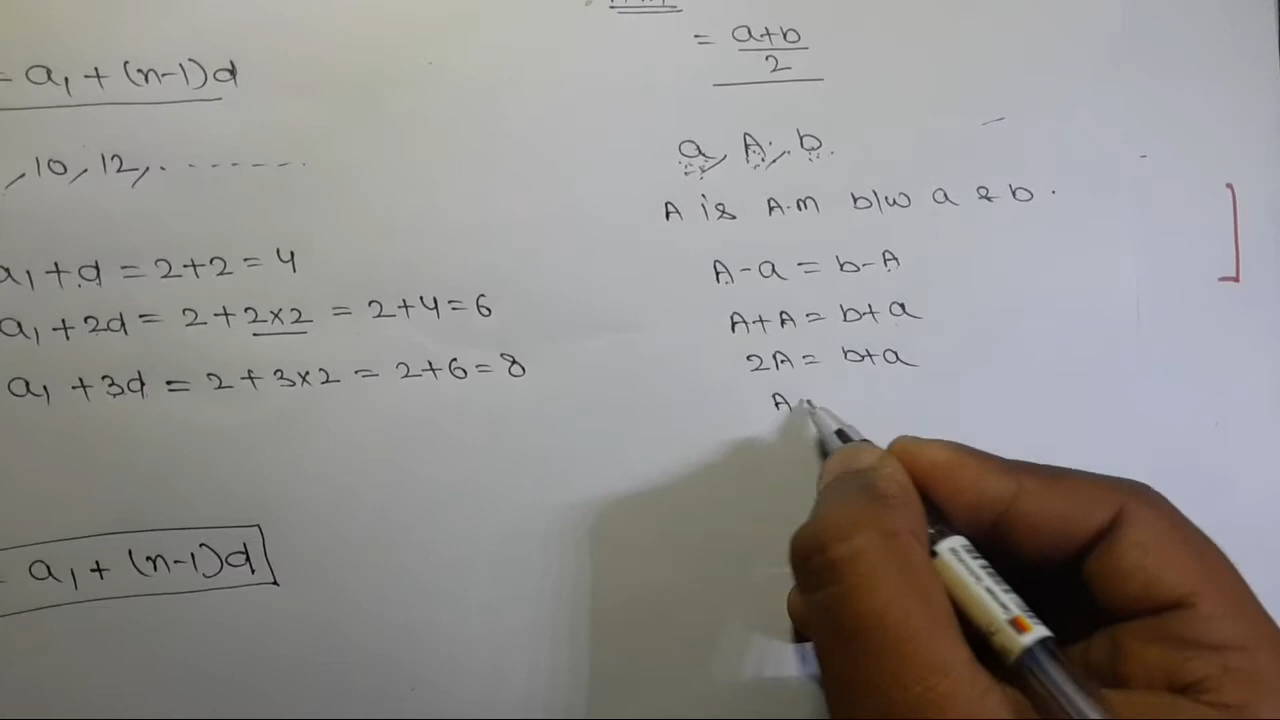 = a₁ + (n-1)d
, 10, 12, . ------.
a₁ + d = 2+2 = 4
a₁ + 2d = 2 + 2×2 = 2+4 = 6
a₁ + 3d = 2 + 3×2 = 2+6 = 8
= a₁ + (n-1)d
= a+b
2
a, A, b.
A is A.M b/w a & b.
A-a = b-A
A+A = b+a
2A = b+a
A